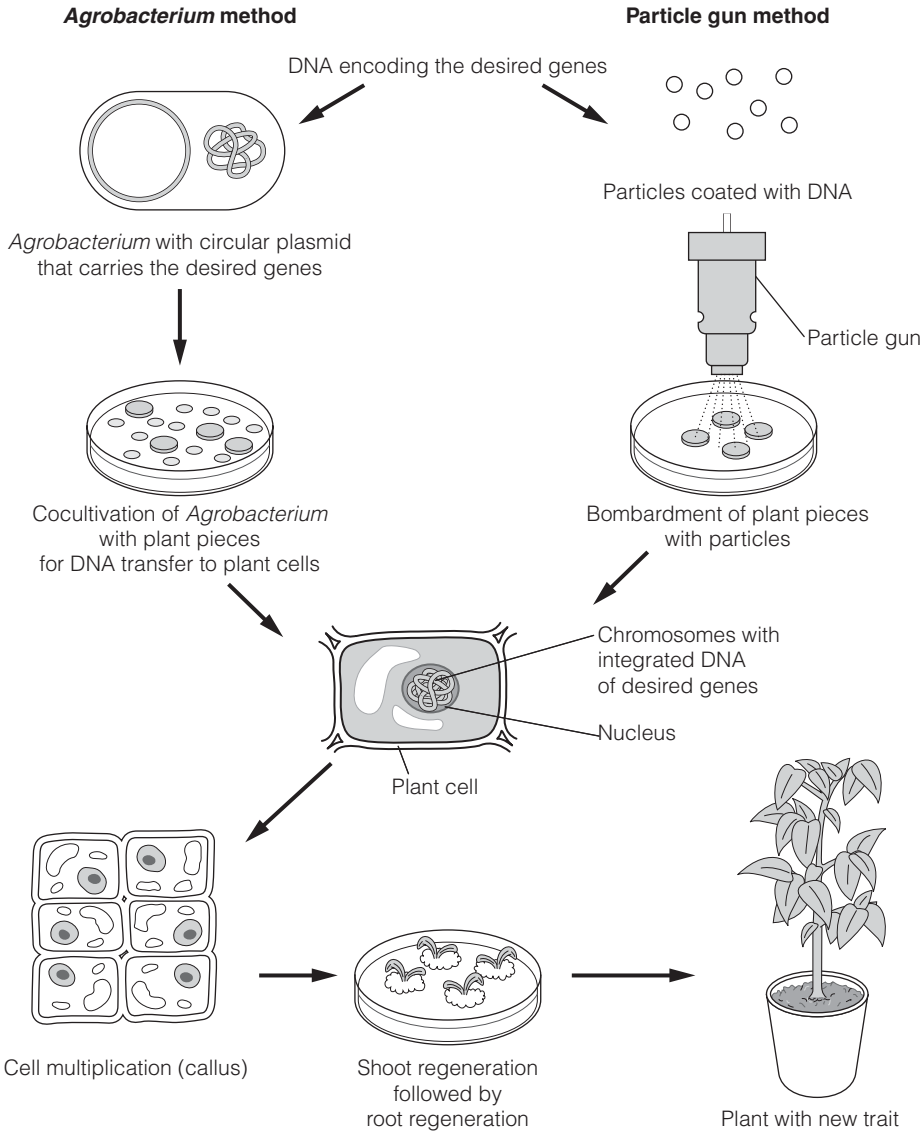 Agrobacterium method
Particle gun method
DNA encoding the desired genes
Particles coated with DNA
Agrobacterium with circular plasmid
that carries the desired genes
Particle gun
Cocultivation of Agrobacterium
with plant pieces
for DNA transfer to plant cells
Bombardment of plant pieces
with particles
Chromosomes with
integrated DNA
of desired genes
Nucleus
Plant cell
Cell multiplication (callus)
Shoot regeneration
followed by
root regeneration
Plant with new trait